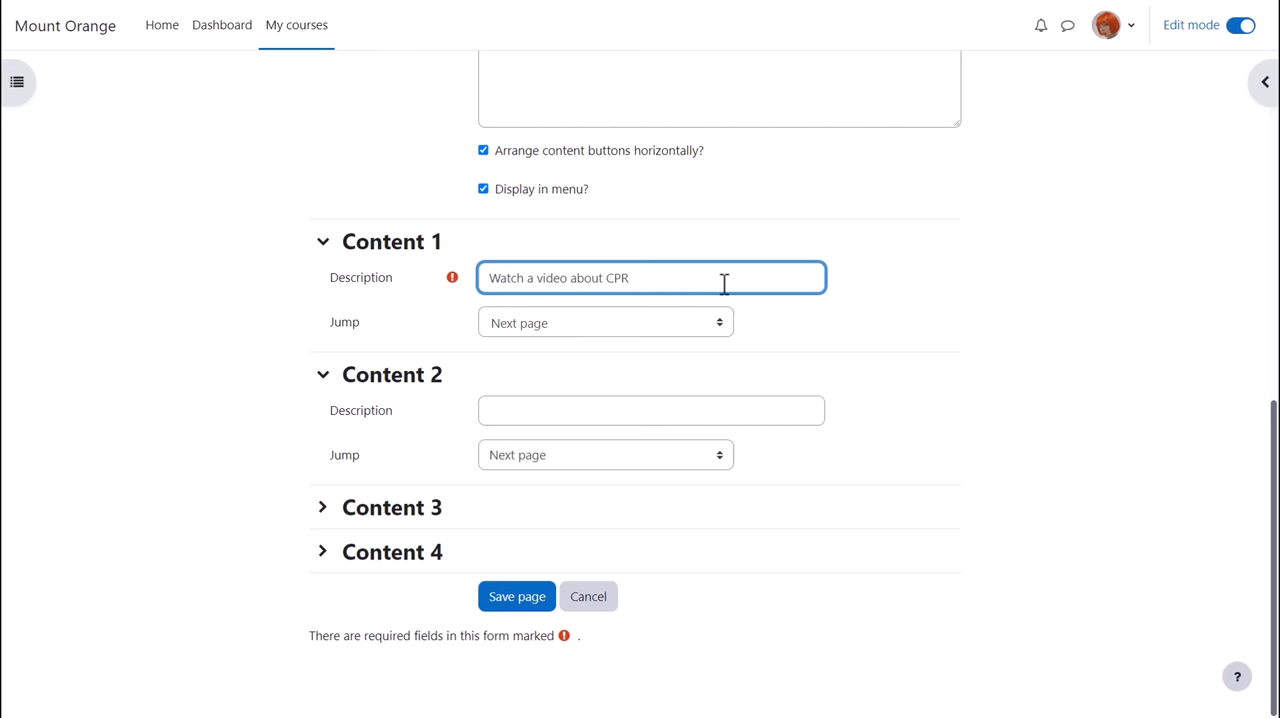 Mount Orange Home Dashboard My courses Edit mode
Arrange content buttons horizontally?
Display in menu?
Content 1
Description Watch a video about CPR
Jump Next page
Content 2
Description
Jump Next page
Content 3
Content 4
Save page Cancel
There are required fields in this form marked .
?